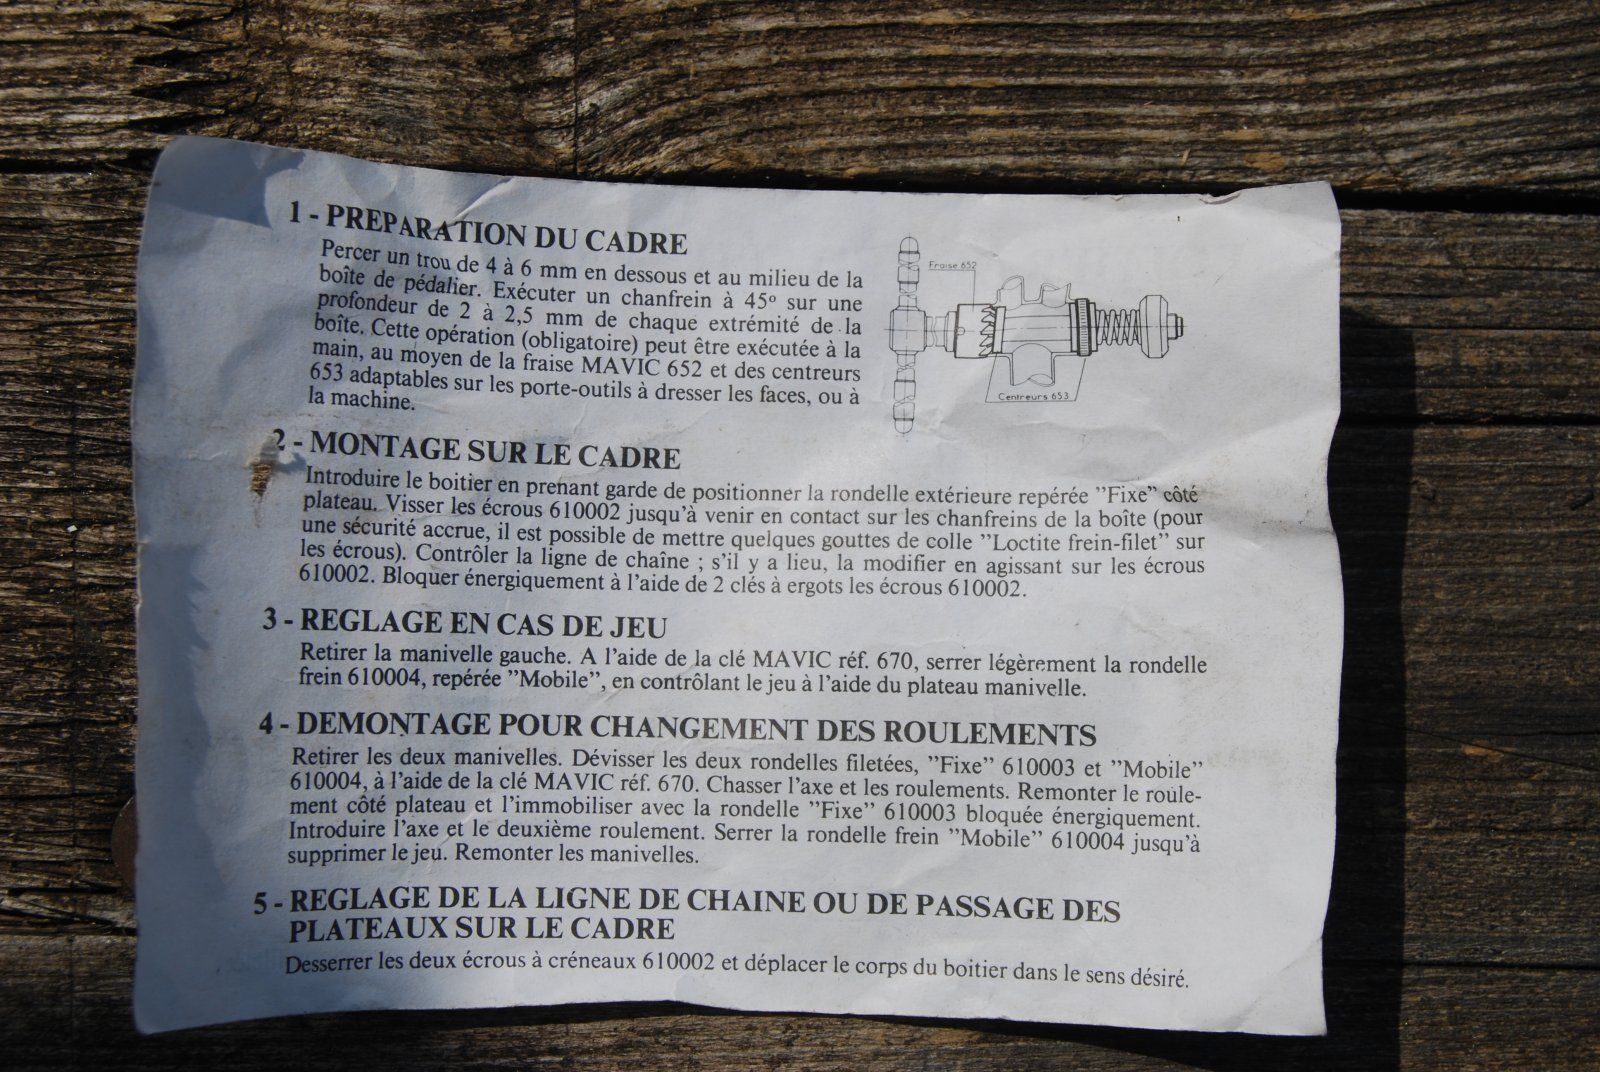 1 - PREPARATION DU CADRE
Percer un trou de 4 à 6 mm en dessous et au milieu de la
boîte de pédalier. Exécuter un chanfrein à 45º sur une
profondeur de 2 à 2,5 mm de chaque extrémité de la
boîte. Cette opération (obligatoire) peut être exécutée à la
main, au moyen de la fraise MAVIC 652 et des centreurs
653 adaptables sur les porte-outils à dresser les faces, ou à
la machine.
Fraise 652
Centreurs 653
2 - MONTAGE SUR LE CADRE
Introduire le boitier en prenant garde de positionner la rondelle extérieure repérée "Fixe" côté
plateau. Visser les écrous 610002 jusqu'à venir en contact sur les chanfreins de la boîte (pour
une sécurité accrue, il est possible de mettre quelques gouttes de colle "Loctite frein-filet" sur
les écrous). Contrôler la ligne de chaîne ; s'il y a lieu, la modifier en agissant sur les écrous
610002. Bloquer énergiquement à l'aide de 2 clés à ergots les écrous 610002.
3 - REGLAGE EN CAS DE JEU
Retirer la manivelle gauche. A l'aide de la clé MAVIC réf. 670, serrer légèrement la rondelle
frein 610004, repérée "Mobile", en contrôlant le jeu à l'aide du plateau manivelle.
4 - DEMONTAGE POUR CHANGEMENT DES ROULEMENTS
Retirer les deux manivelles. Dévisser les deux rondelles filetées, "Fixe" 610003 et "Mobile"
610004, à l'aide de la clé MAVIC réf. 670. Chasser l'axe et les roulements. Remonter le roule-
ment côté plateau et l'immobiliser avec la rondelle "Fixe" 610003 bloquée énergiquement.
Introduire l'axe et le deuxième roulement. Serrer la rondelle frein "Mobile" 610004 jusqu'à
supprimer le jeu. Remonter les manivelles.
5 - REGLAGE DE LA LIGNE DE CHAINE OU DE PASSAGE DES
PLATEAUX SUR LE CADRE
Desserrer les deux écrous à créneaux 610002 et déplacer le corps du boitier dans le sens désiré.